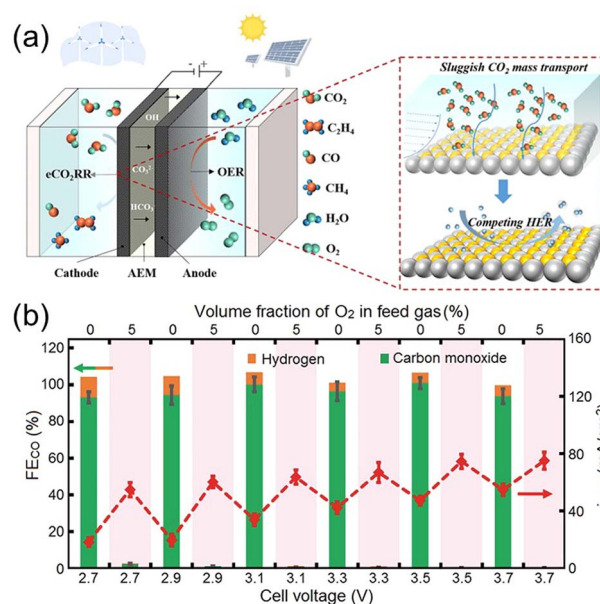 (a)
- +
Sluggish CO₂ mass transport
OH
CO₂
C₂H₄
eCO₂RR
CO₃²
OER
CO
Competing HER
CH₄
HCO₃
H₂O
O₂
Cathode AEM Anode
(b)
Volume fraction of O₂ in feed gas (%)
0 5 0 5 0 5 0 5 0 5 0 5
120
100
80
60
40
20
0
FEco (%)
Hydrogen
Carbon monoxide
160
120
80
40
0
2.7 2.7 2.9 2.9 3.1 3.1 3.3 3.3 3.5 3.5 3.7 3.7
Cell voltage (V)